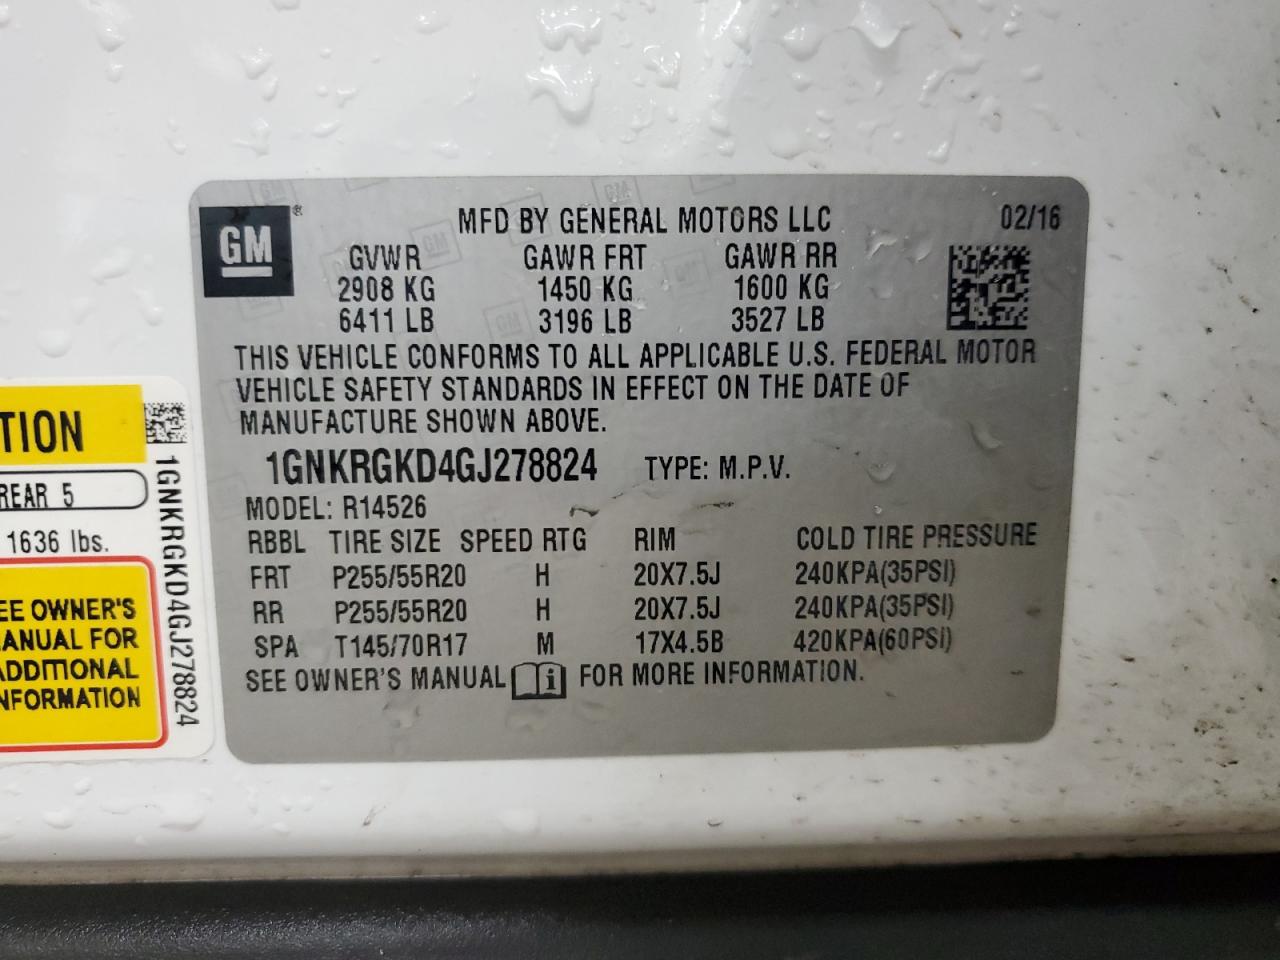 GM ®
MFD BY GENERAL MOTORS LLC 02/16
GVWR GAWR FRT GAWR RR
2908 KG 1450 KG 1600 KG
6411 LB 3196 LB 3527 LB
THIS VEHICLE CONFORMS TO ALL APPLICABLE U.S. FEDERAL MOTOR
VEHICLE SAFETY STANDARDS IN EFFECT ON THE DATE OF
MANUFACTURE SHOWN ABOVE.
1GNKRGKD4GJ278824 TYPE: M.P.V.
MODEL: R14526
RBBL TIRE SIZE SPEED RTG RIM COLD TIRE PRESSURE
FRT P255/55R20 H 20X7.5J 240KPA(35PSI)
RR P255/55R20 H 20X7.5J 240KPA(35PSI)
SPA T145/70R17 M 17X4.5B 420KPA(60PSI)
SEE OWNER'S MANUAL i FOR MORE INFORMATION.
TION
REAR 5
1636 lbs.
EE OWNER'S
ANUAL FOR
ADDITIONAL
NFORMATION
1GNKRGKD4GJ278824